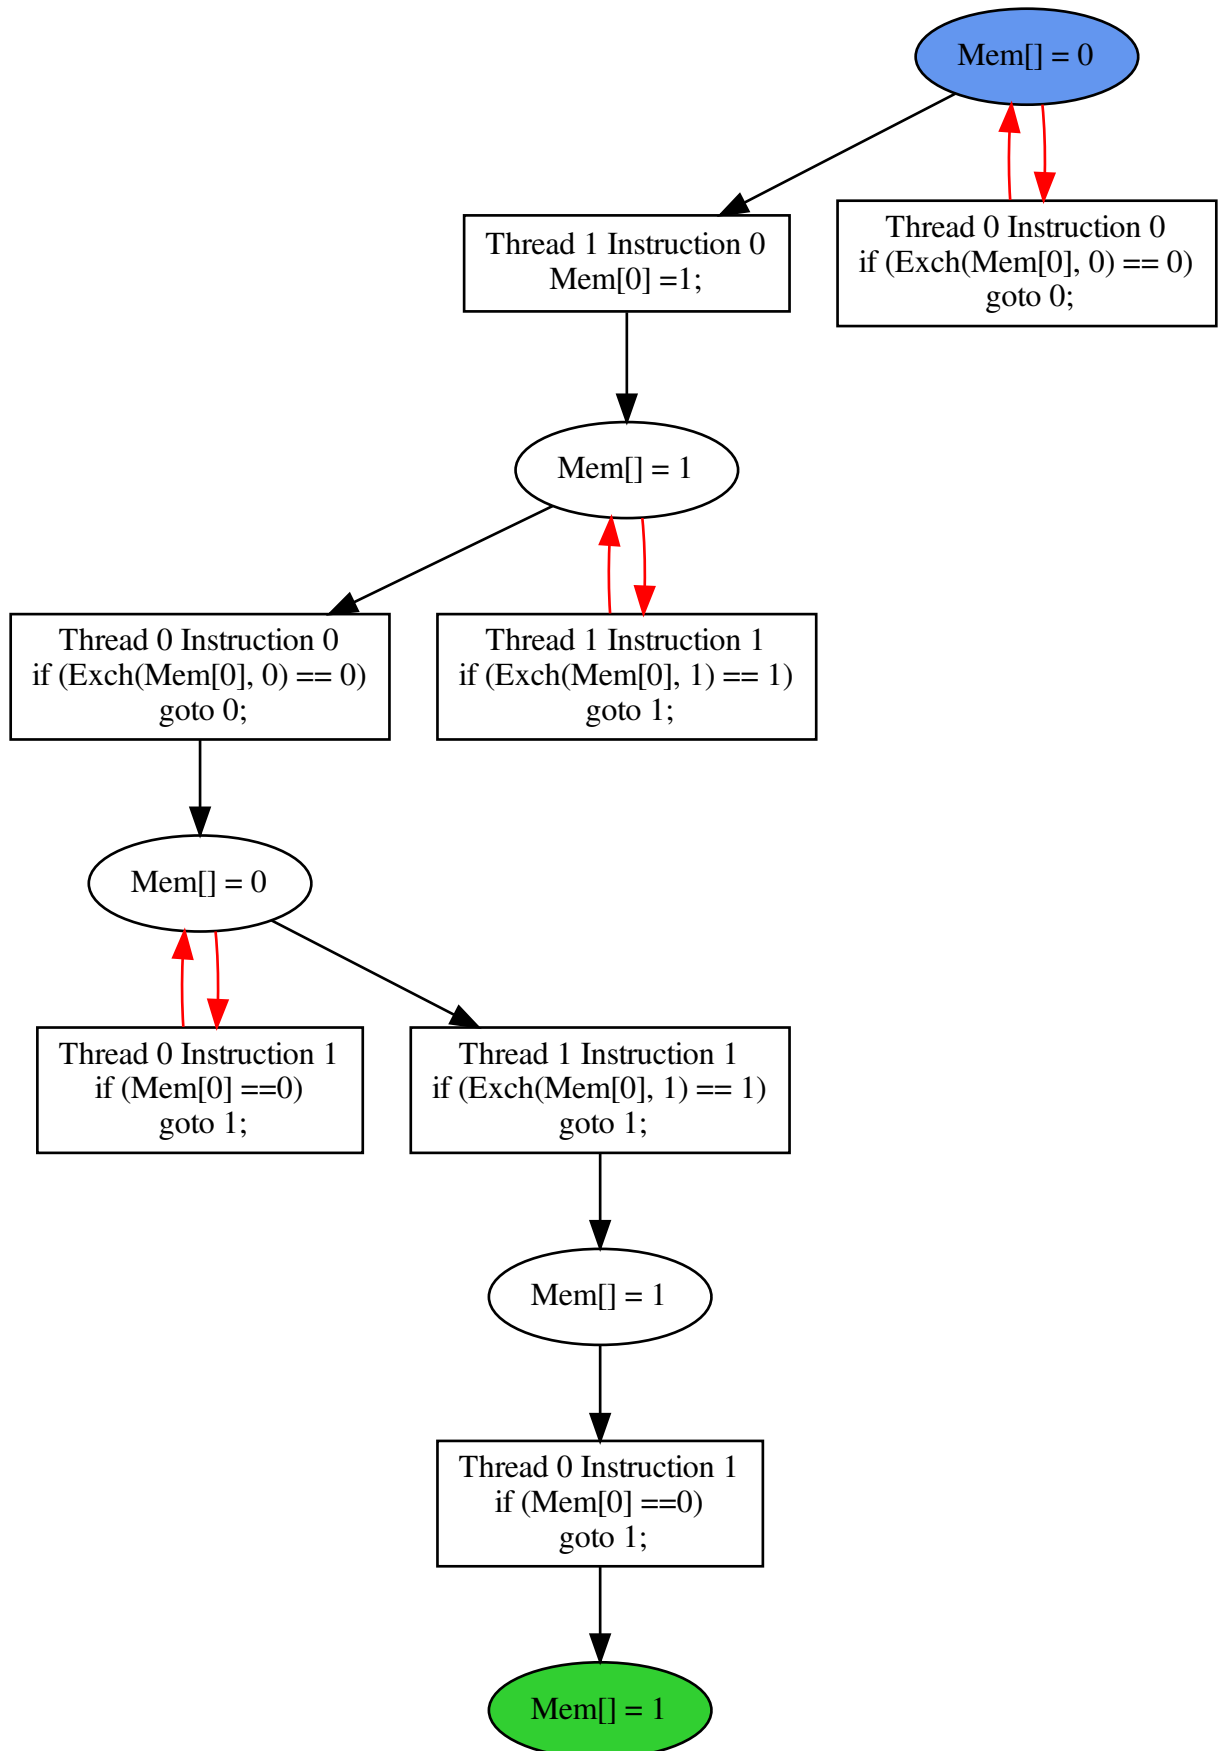 Mem[] = 0
Thread 1 Instruction 0
Mem[0] =1;
Thread 0 Instruction 0
if (Exch(Mem[0], 0) == 0)
goto 0;
Mem[] = 1
Thread 0 Instruction 0
if (Exch(Mem[0], 0) == 0)
goto 0;
Thread 1 Instruction 1
if (Exch(Mem[0], 1) == 1)
goto 1;
Mem[] = 0
Thread 0 Instruction 1
if (Mem[0] ==0)
goto 1;
Thread 1 Instruction 1
if (Exch(Mem[0], 1) == 1)
goto 1;
Mem[] = 1
Thread 0 Instruction 1
if (Mem[0] ==0)
goto 1;
Mem[] = 1